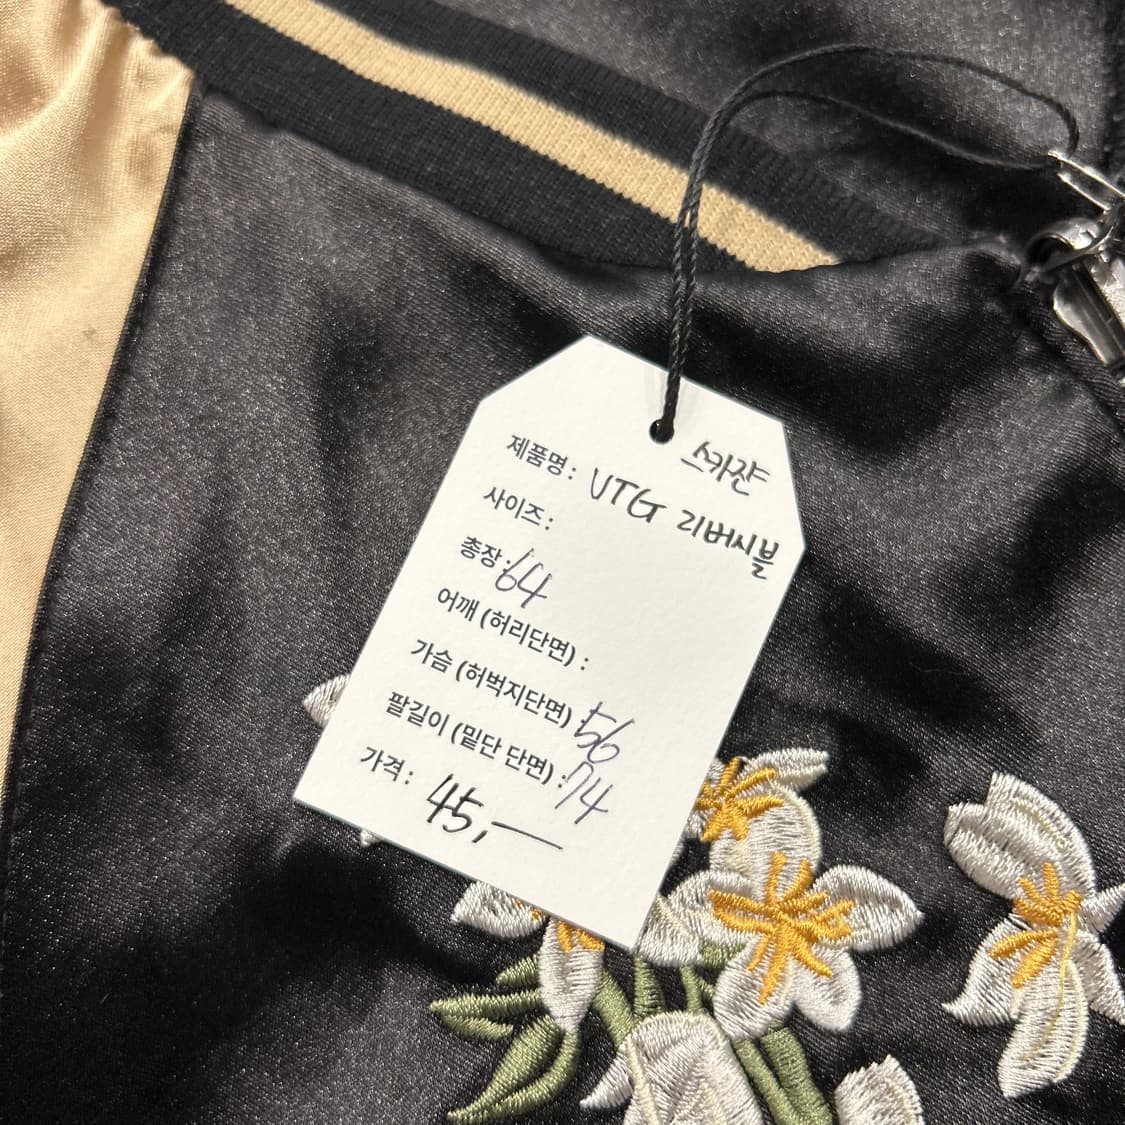 스카쟌
제품명 : VTG 리버시블
사이즈 :
총장 : 64
어깨 (허리단면) :
가슴 (허벅지단면) 56
팔길이 (밑단 단면) : 74
가격 : 45,—